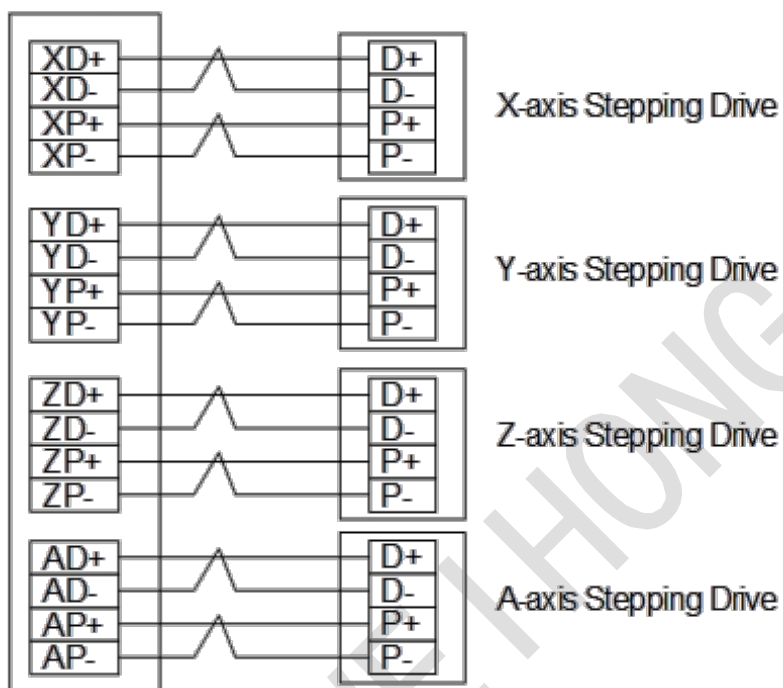 XD+ D+
XD- D-
XP+ P+
XP- P-
X-axis Stepping Drive
YD+ D+
YD- D-
YP+ P+
YP- P-
Y-axis Stepping Drive
ZD+ D+
ZD- D-
ZP+ P+
ZP- P-
Z-axis Stepping Drive
AD+ D+
AD- D-
AP+ P+
AP- P-
A-axis Stepping Drive
WEIHONG